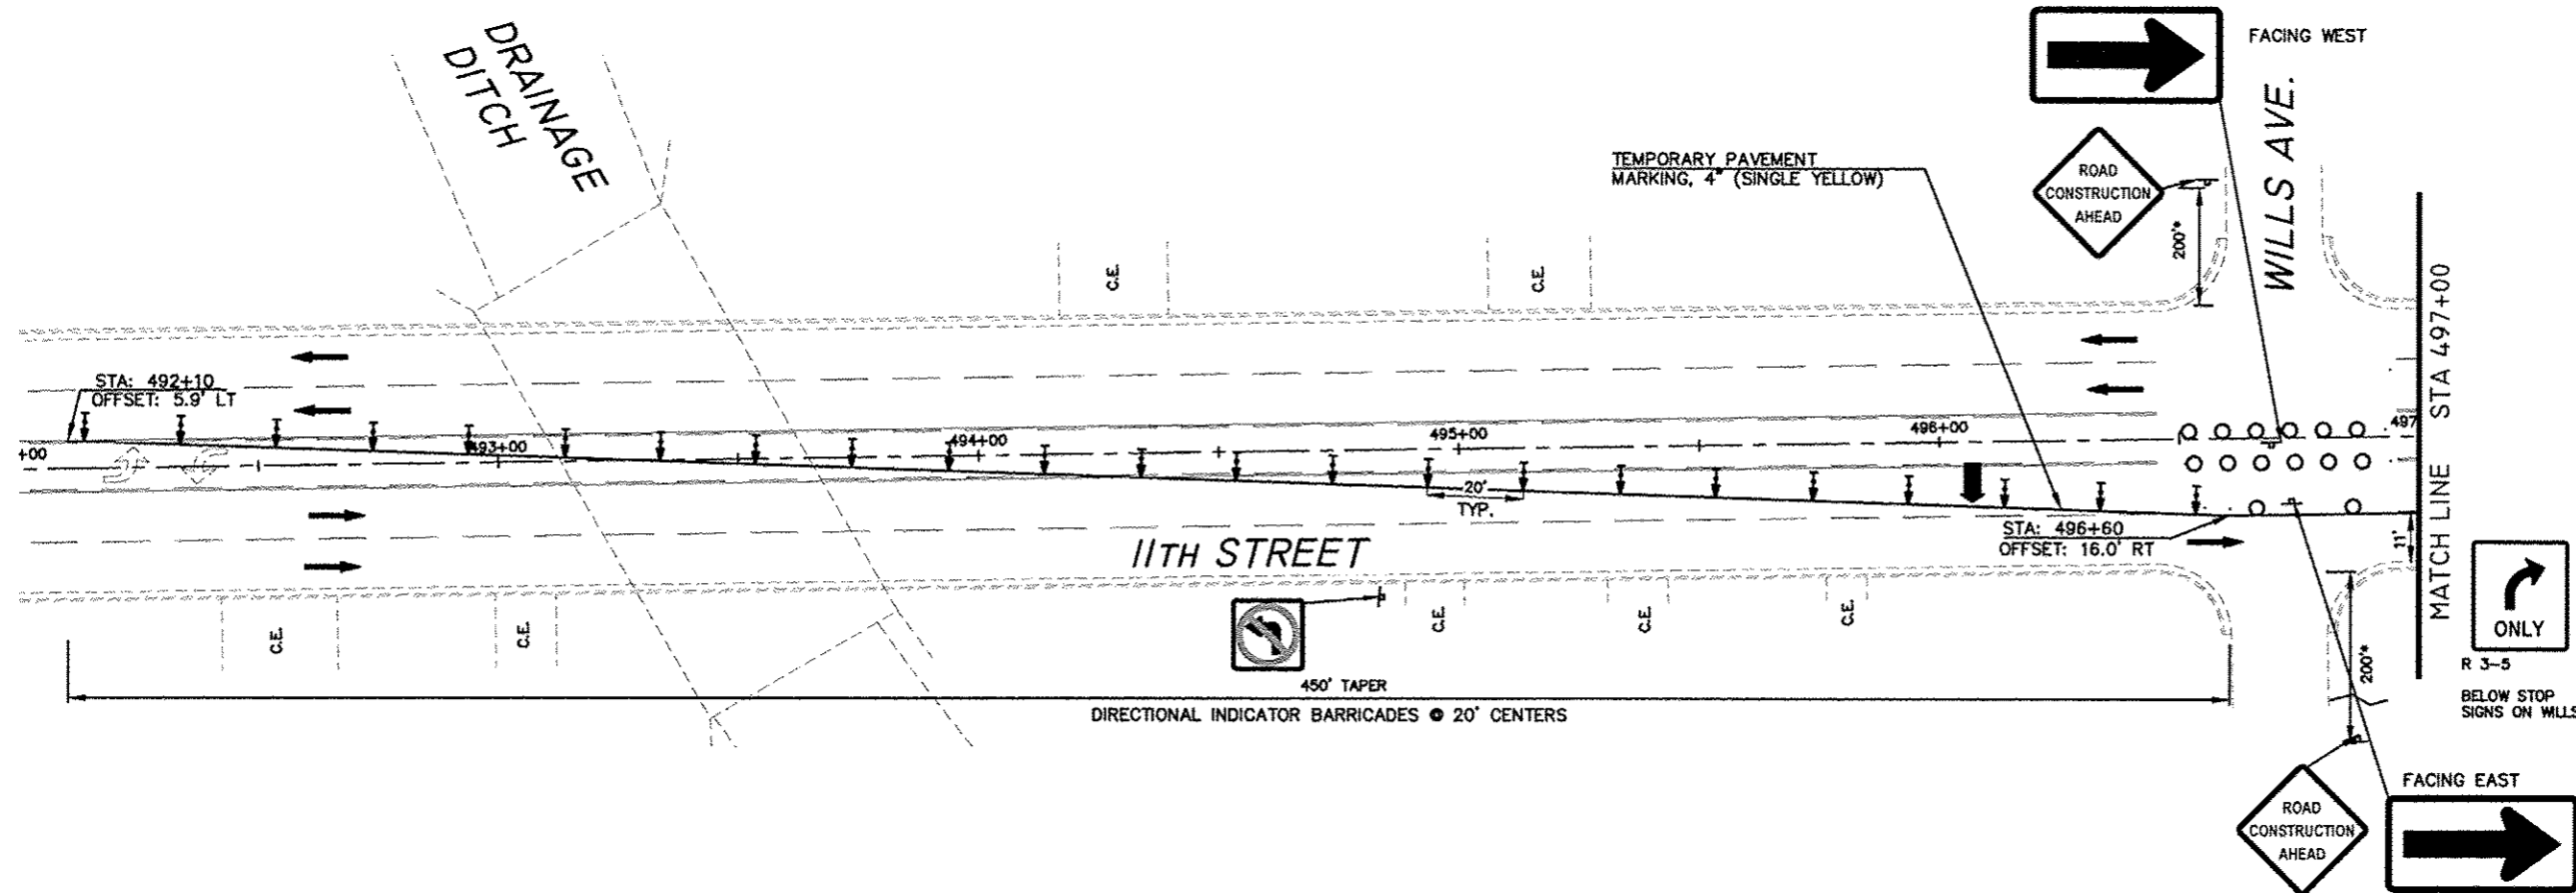 DRAINAGE
DITCH
FACING WEST
WILLS AVE.
ROAD
CONSTRUCTION
AHEAD
200'*
TEMPORARY PAVEMENT
MARKING, 4" (SINGLE YELLOW)
C.E.
C.E.
MATCH LINE STA 497+00
STA: 492+10
OFFSET: 5.9' LT
+00
493+00
494+00
495+00
496+00
497
20'
TYP.
STA: 496+60
OFFSET: 16.0' RT
11'
11TH STREET
C.E.
C.E.
C.E.
C.E.
C.E.
ONLY
R 3-5
BELOW STOP
SIGNS ON WILLS
200'*
450' TAPER
DIRECTIONAL INDICATOR BARRICADES @ 20' CENTERS
FACING EAST
ROAD
CONSTRUCTION
AHEAD